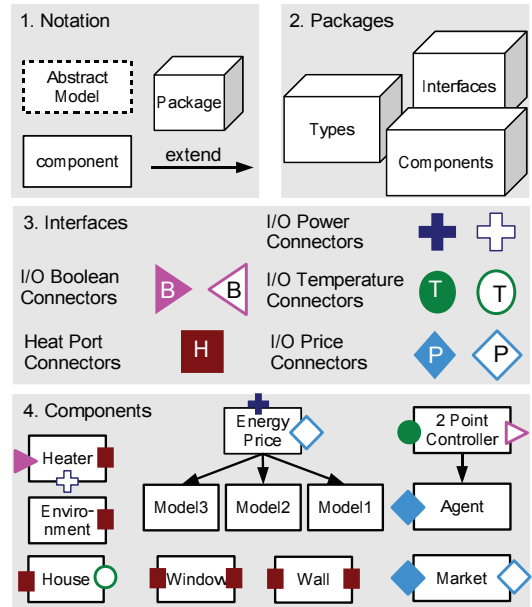 1. Notation
Abstract
Model
Package
component
extend
2. Packages
Interfaces
Types
Components
3. Interfaces
I/O Power
Connectors
I/O Boolean
Connectors
B
B
I/O Temperature
Connectors
T
T
Heat Port
Connectors
H
I/O Price
Connectors
P
P
4. Components
Heater
Energy
Price
2 Point
Controller
Enviro-
nment
Model3
Model2
Model1
Agent
House
Window
Wall
Market